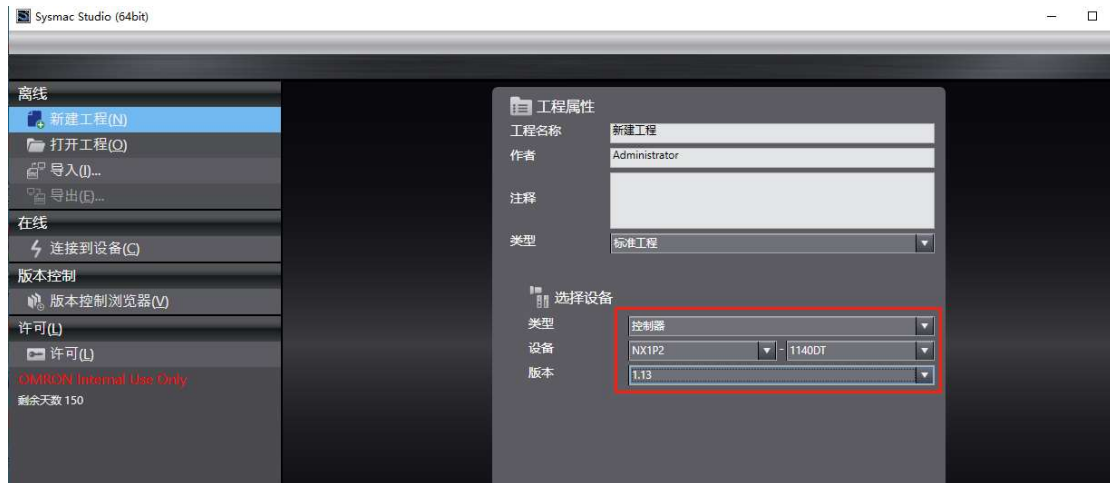 Sysmac Studio (64bit)
离线
新建工程(N)
打开工程(O)
导入(I)...
导出(E)...
在线
连接到设备(C)
版本控制
版本控制浏览器(V)
许可(L)
许可(L)
OMRON Internal Use Only
剩余天数 150
工程属性
工程名称 新建工程
作者 Administrator
注释
类型 标准工程
选择设备
类型 控制器
设备 NX1P2 - 1140DT
版本 1.13